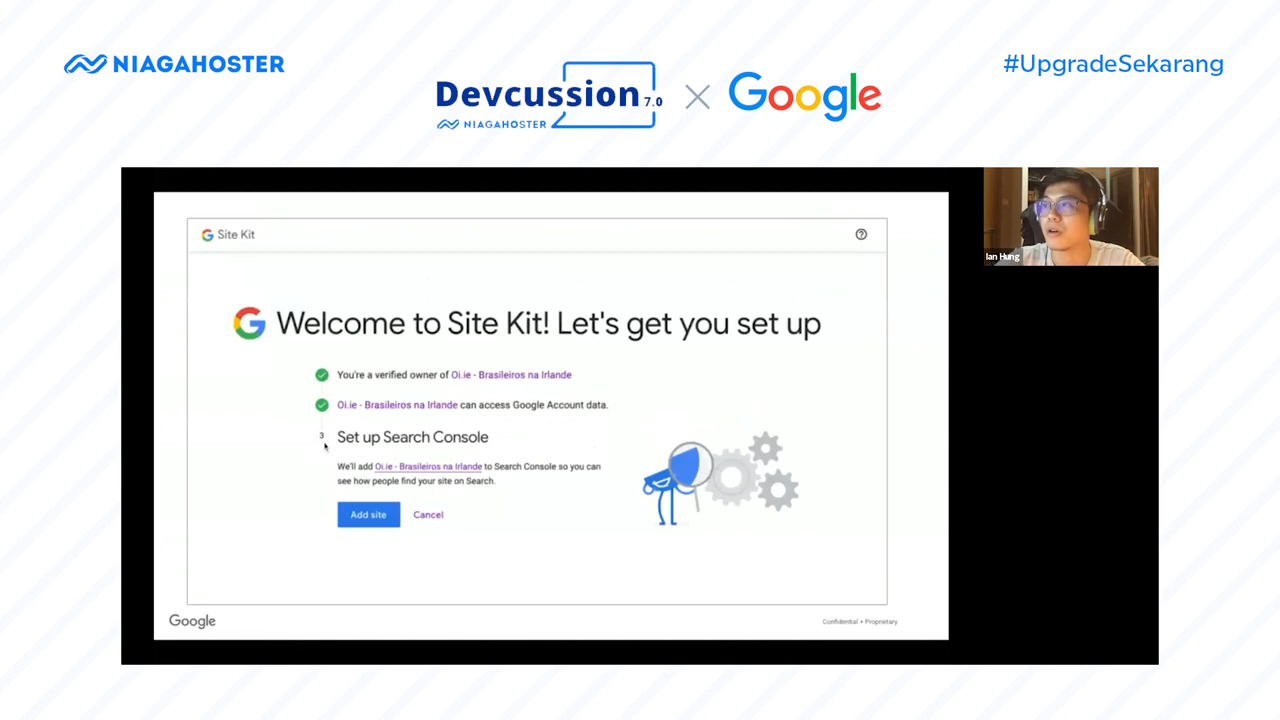 NIAGAHOSTER
Devcussion 7.0
NIAGAHOSTER
Google
#UpgradeSekarang
Site Kit
Ian Hung
Welcome to Site Kit! Let's get you set up
You're a verified owner of Oi.ie - Brasileiros na Irlande
Oi.ie - Brasileiros na Irlande can access Google Account data.
3 Set up Search Console
We'll add Oi.ie - Brasileiros na Irlande to Search Console so you can
see how people find your site on Search.
Add site Cancel
Google
Confidential + Proprietary